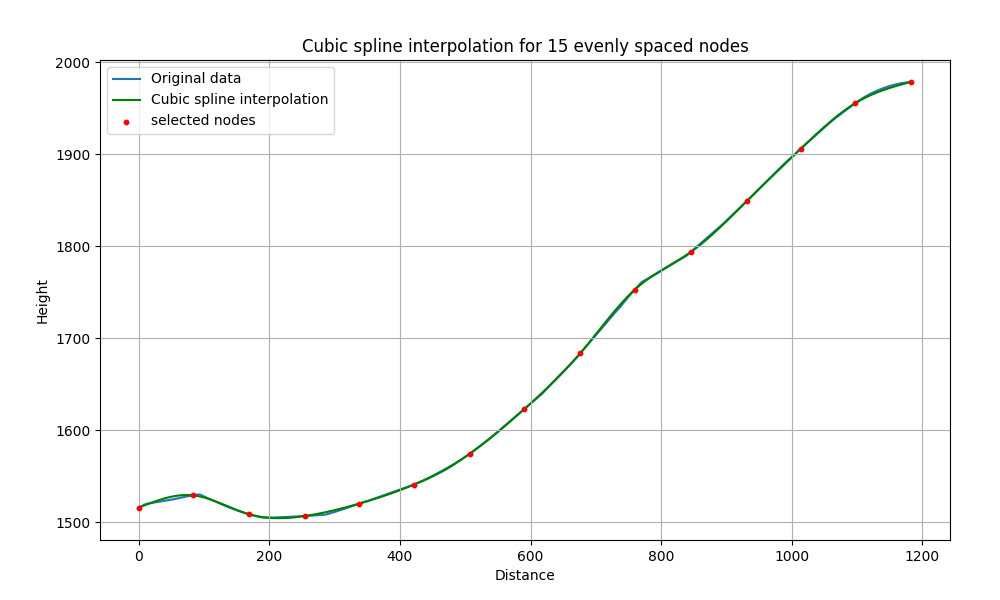 Cubic spline interpolation for 15 evenly spaced nodes
Original data
Cubic spline interpolation
selected nodes
2000
1900
1800
1700
1600
1500
Height
0 200 400 600 800 1000 1200
Distance